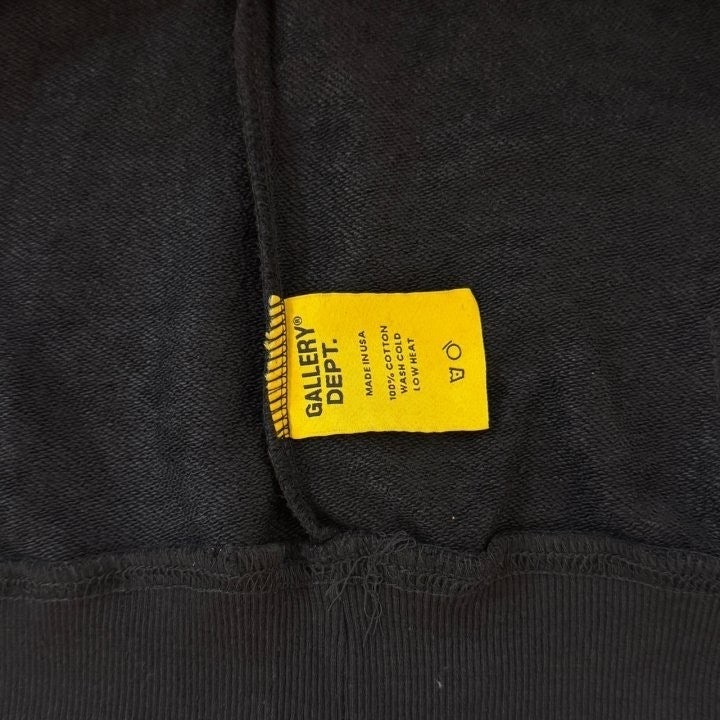 GALLERY®
DEPT.
MADE IN USA
100% COTTON
WASH COLD
LOW HEAT